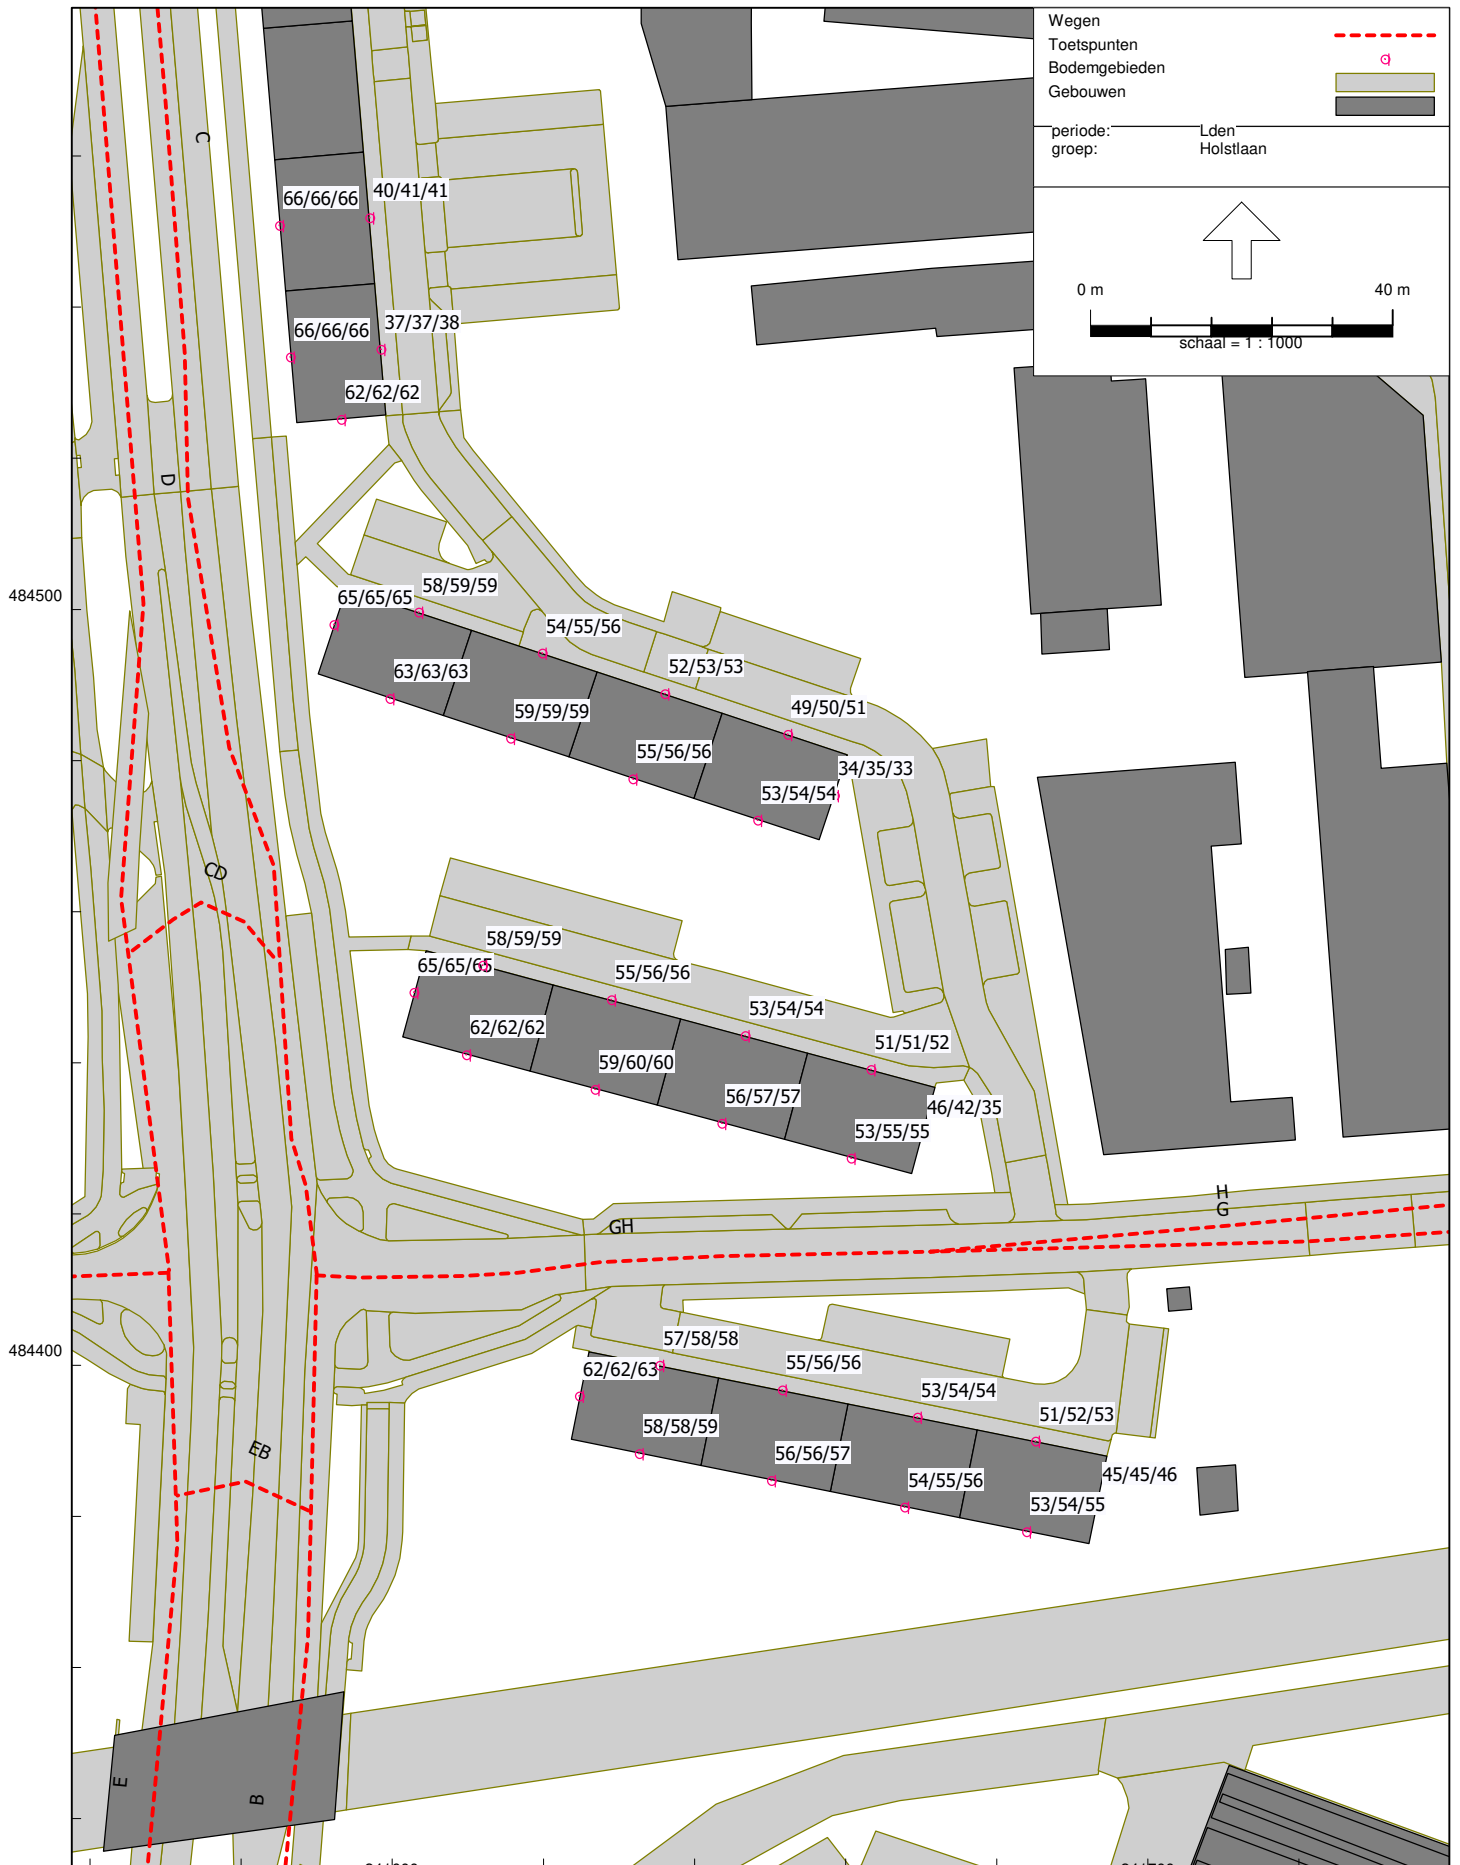 Wegen
Toetspunten
Bodemgebieden
Gebouwen
periode: Lden
groep: Holstlaan
0 m 40 m
schaal = 1 : 1000
C
66/66/66 40/41/41
66/66/66 37/37/38
62/62/62
D
484500
65/65/65 58/59/59
54/55/56
63/63/63 52/53/53
59/59/59 49/50/51
55/56/56 34/35/33
53/54/54
CD
58/59/59
65/65/65 55/56/56
53/54/54
62/62/62 51/51/52
59/60/60
56/57/57 46/42/35
53/55/55
H
G
GH
484400
57/58/58
62/62/63 55/56/56
53/54/54
58/58/59 51/52/53
EB
56/56/57 45/45/46
54/55/56
53/54/55
E
B